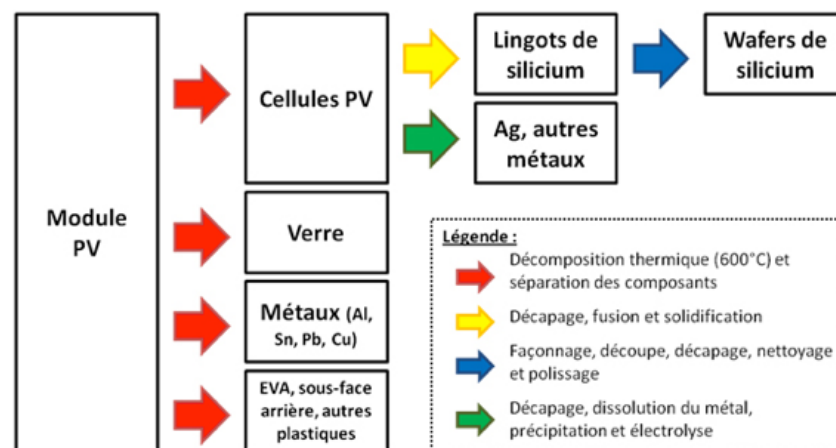 Module
PV
Cellules PV
Lingots de
silicium
Wafers de
silicium
Ag, autres
métaux
Verre
Métaux (Al,
Sn, Pb, Cu)
EVA, sous-face
arrière, autres
plastiques
Légende :
Décomposition thermique (600°C) et
séparation des composants
Décapage, fusion et solidification
Façonnage, découpe, décapage, nettoyage
et polissage
Décapage, dissolution du métal,
précipitation et électrolyse